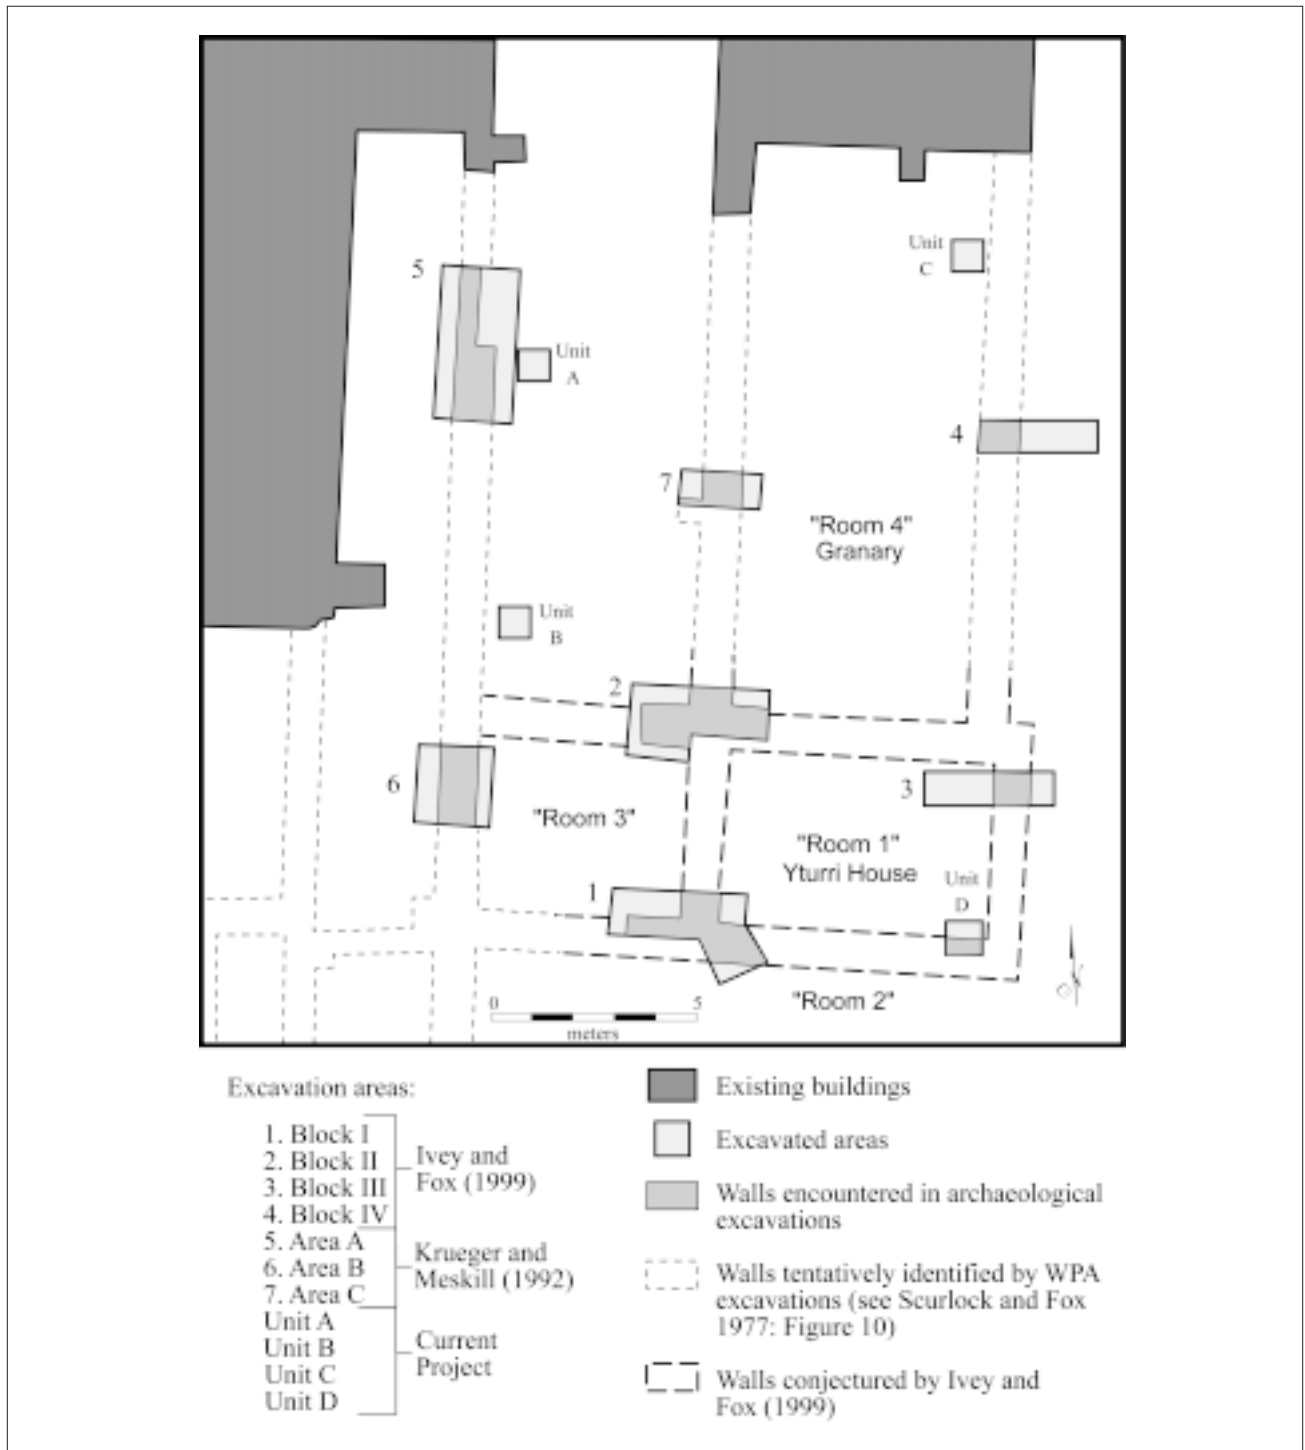 Unit
C
5
Unit
A
4
7
"Room 4"
Granary
Unit
B
2
6
"Room 3"
3
"Room 1"
Yturri House
Unit
D
1
"Room 2"
0 5
meters
Excavation areas:
1. Block I
2. Block II
3. Block III
4. Block IV
5. Area A
6. Area B
7. Area C
Unit A
Unit B
Unit C
Unit D
Ivey and
Fox (1999)
Krueger and
Meskill (1992)
Current
Project
Existing buildings
Excavated areas
Walls encountered in archaeological
excavations
Walls tentatively identified by WPA
excavations (see Scurlock and Fox
1977: Figure 10)
Walls conjectured by Ivey and
Fox (1999)